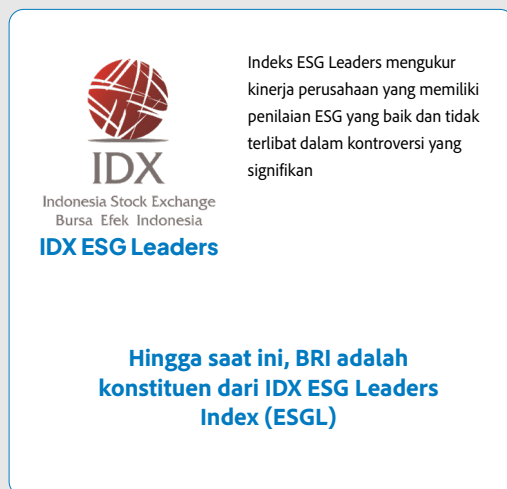 IDX
Indonesia Stock Exchange
Bursa Efek Indonesia
IDX ESG Leaders
Indeks ESG Leaders mengukur
kinerja perusahaan yang memiliki
penilaian ESG yang baik dan tidak
terlibat dalam kontroversi yang
signifikan
Hingga saat ini, BRI adalah
konstituen dari IDX ESG Leaders
Index (ESGL)